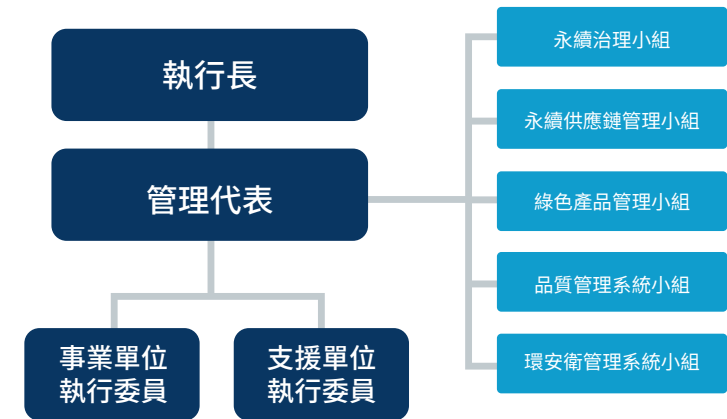 執行長
管理代表
事業單位
執行委員
支援單位
執行委員
永續治理小組
永續供應鏈管理小組
綠色產品管理小組
品質管理系統小組
環安衛管理系統小組